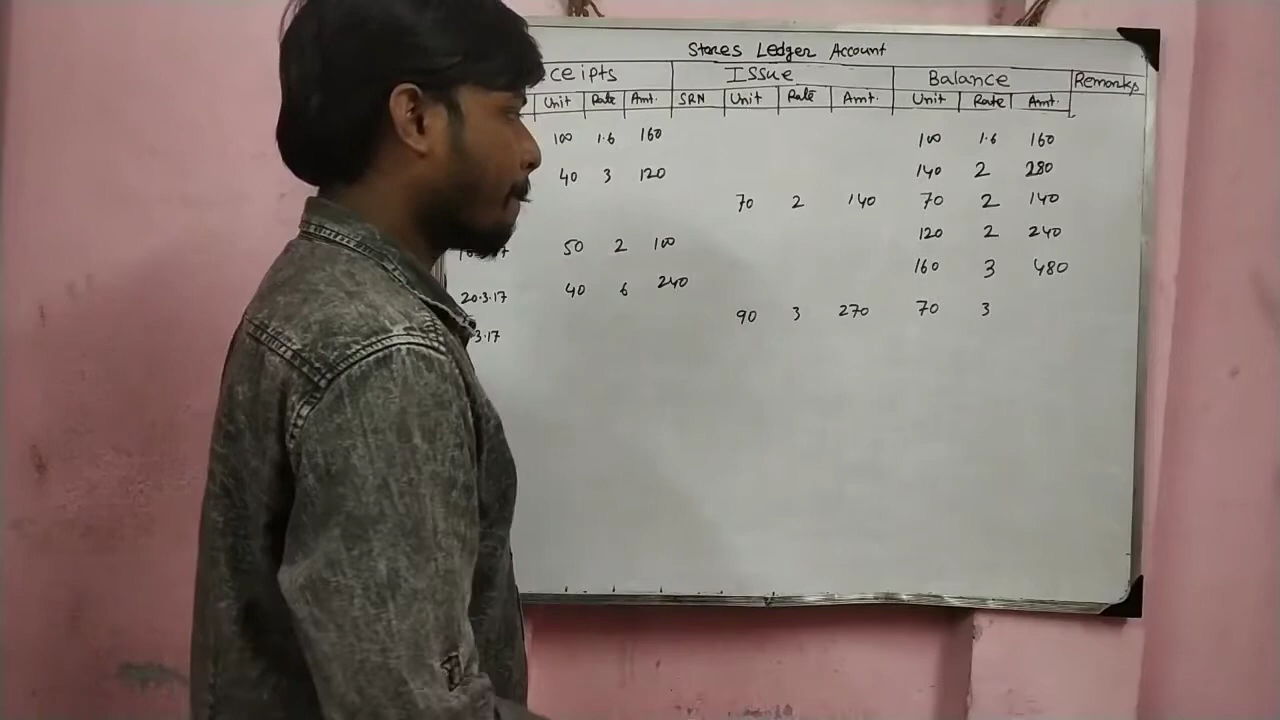 Stores Ledger Account
ceipts Issue Balance Remarks
Unit Rate Amt. SRN Unit Rate Amt. Unit Rate Amt.
100 1.6 160 100 1.6 160
40 3 120 140 2 280
70 2 140 70 2 140
50 2 100 120 2 240
20.3.17 40 6 240 160 3 480
3.17 90 3 270 70 3